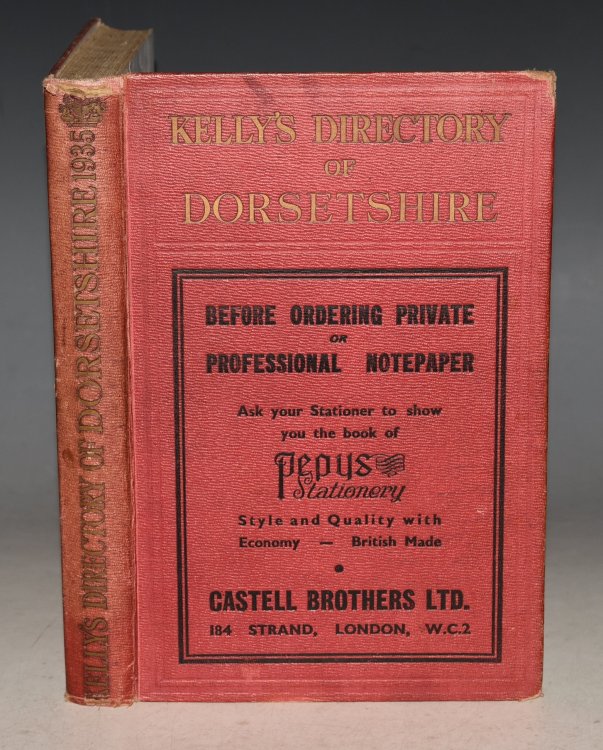 KELLY'S DIRECTORY OF DORSETSHIRE 1935
KELLY'S DIRECTORY
OF
DORSETSHIRE
BEFORE ORDERING PRIVATE
OR
PROFESSIONAL NOTEPAPER
Ask your Stationer to show
you the book of
Pepys
Stationery
Style and Quality with
Economy — British Made
•
CASTELL BROTHERS LTD.
184 STRAND, LONDON, W.C.2